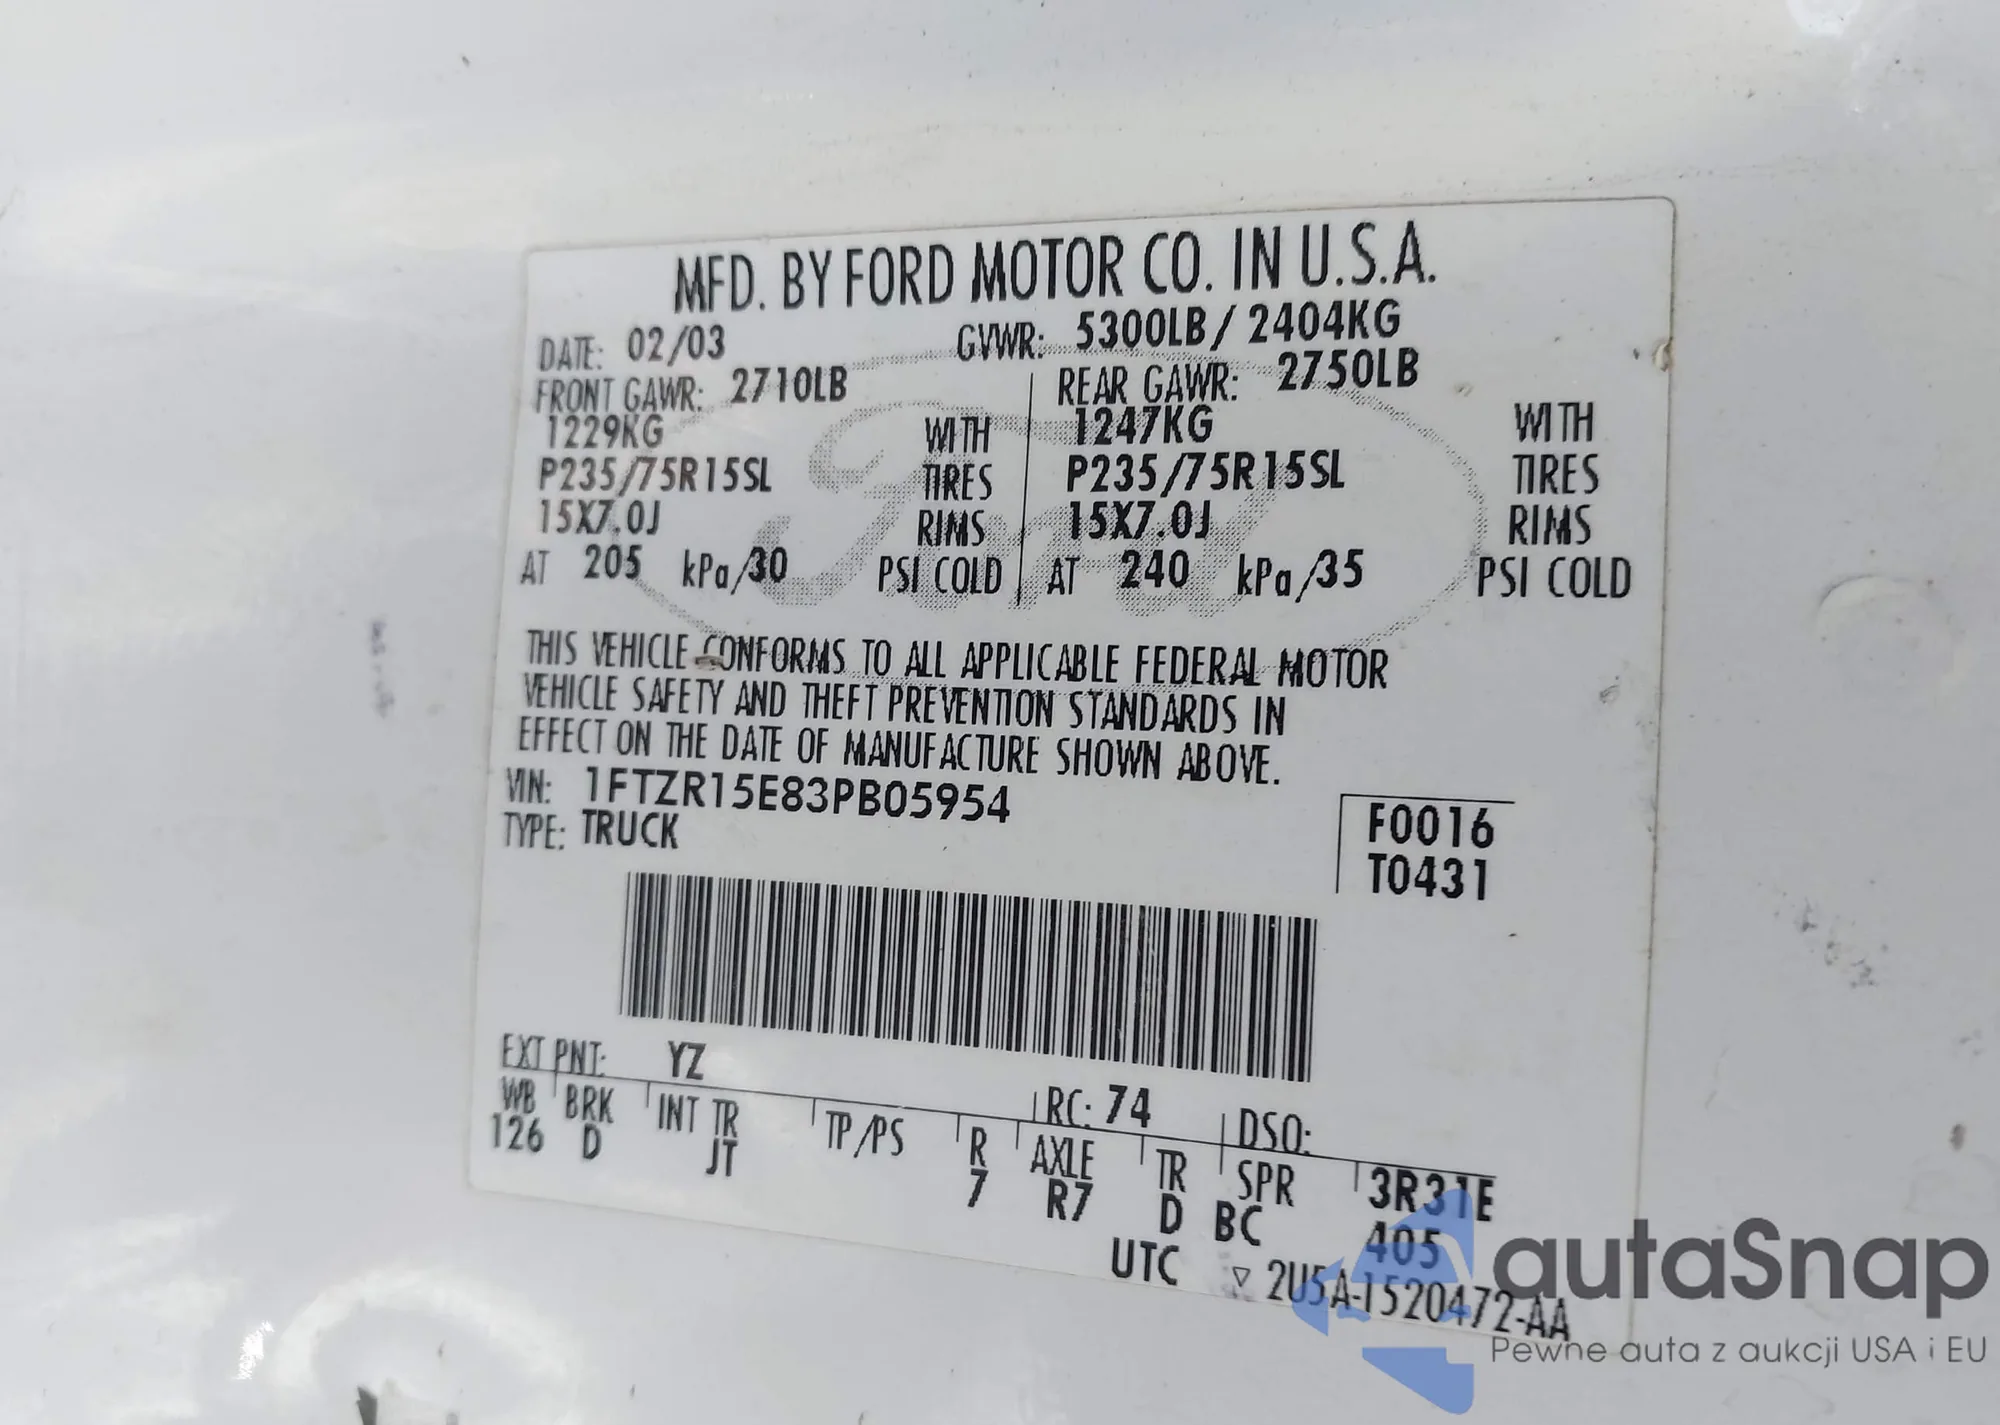 MFD. BY FORD MOTOR CO. IN U.S.A.
DATE: 02/03 GVWR: 5300LB/ 2404KG
FRONT GAWR: 2710LB REAR GAWR: 2750LB
1229KG WITH 1247KG WITH
P235/75R15SL TIRES P235/75R15SL TIRES
15X7.0J RIMS 15X7.0J RIMS
AT 205 kPa/30 PSI COLD AT 240 kPa/35 PSI COLD
Ford
THIS VEHICLE CONFORMS TO ALL APPLICABLE FEDERAL MOTOR
VEHICLE SAFETY AND THEFT PREVENTION STANDARDS IN
EFFECT ON THE DATE OF MANUFACTURE SHOWN ABOVE.
VIN: 1FTZR15E83PB05954
TYPE: TRUCK
F0016
T0431
EXT PNT: YZ RC: 74 DSO:
WB BRK INT TR TP/PS R AXLE TR SPR 3R31E
126 D JT 7 R7 D BC 405
UTC ▽ 2U5A-1520472-AA
autaSnap
Pewne auta z aukcji USA i EU